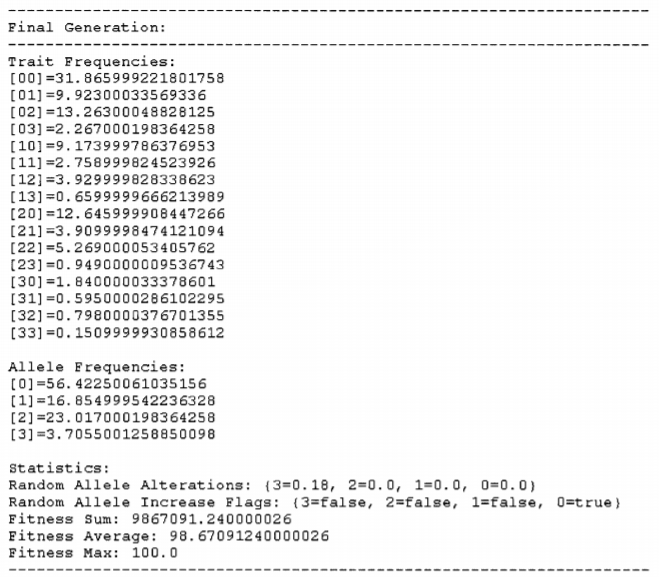 Final Generation:
Trait Frequencies:
[00]=31.865999221801758
[01]=9.92300033569336
[02]=13.26300048828125
[03]=2.267000198364258
[10]=9.173999786376953
[11]=2.758999824523926
[12]=3.929999828338623
[13]=0.6599999666213989
[20]=12.645999908447266
[21]=3.9099998474121094
[22]=5.269000053405762
[23]=0.9490000009536743
[30]=1.840000033378601
[31]=0.5950000286102295
[32]=0.7980000376701355
[33]=0.1509999930858612
Allele Frequencies:
[0]=56.42250061035156
[1]=16.854999542236328
[2]=23.017000198364258
[3]=3.7055001258850098
Statistics:
Random Allele Alterations: {3=0.18, 2=0.0, 1=0.0, 0=0.0}
Random Allele Increase Flags: {3=false, 2=false, 1=false, 0=true}
Fitness Sum: 9867091.240000026
Fitness Average: 98.67091240000026
Fitness Max: 100.0